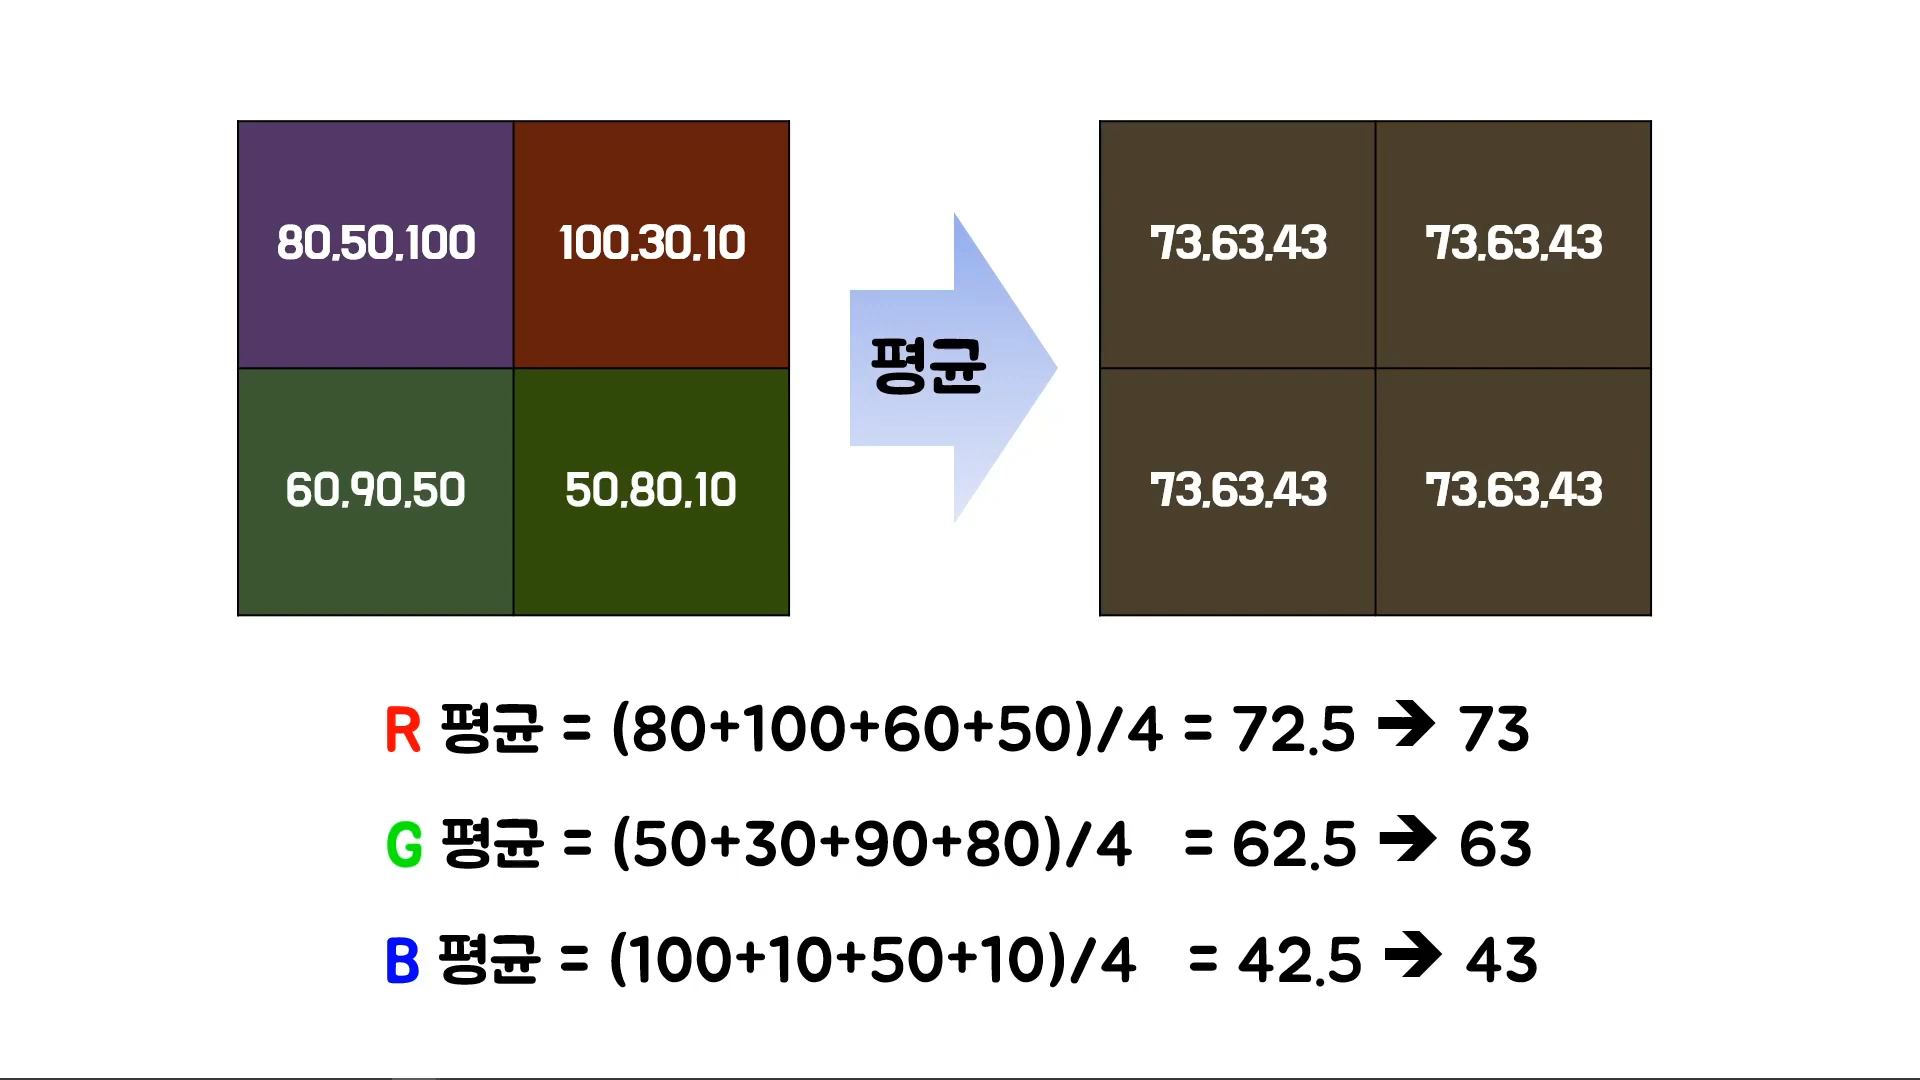 80,50,100 100,30,10 73,63,43 73,63,43
평균
60,90,50 50,80,10 73,63,43 73,63,43
R 평균 = (80+100+60+50)/4 = 72.5 → 73
G 평균 = (50+30+90+80)/4 = 62.5 → 63
B 평균 = (100+10+50+10)/4 = 42.5 → 43